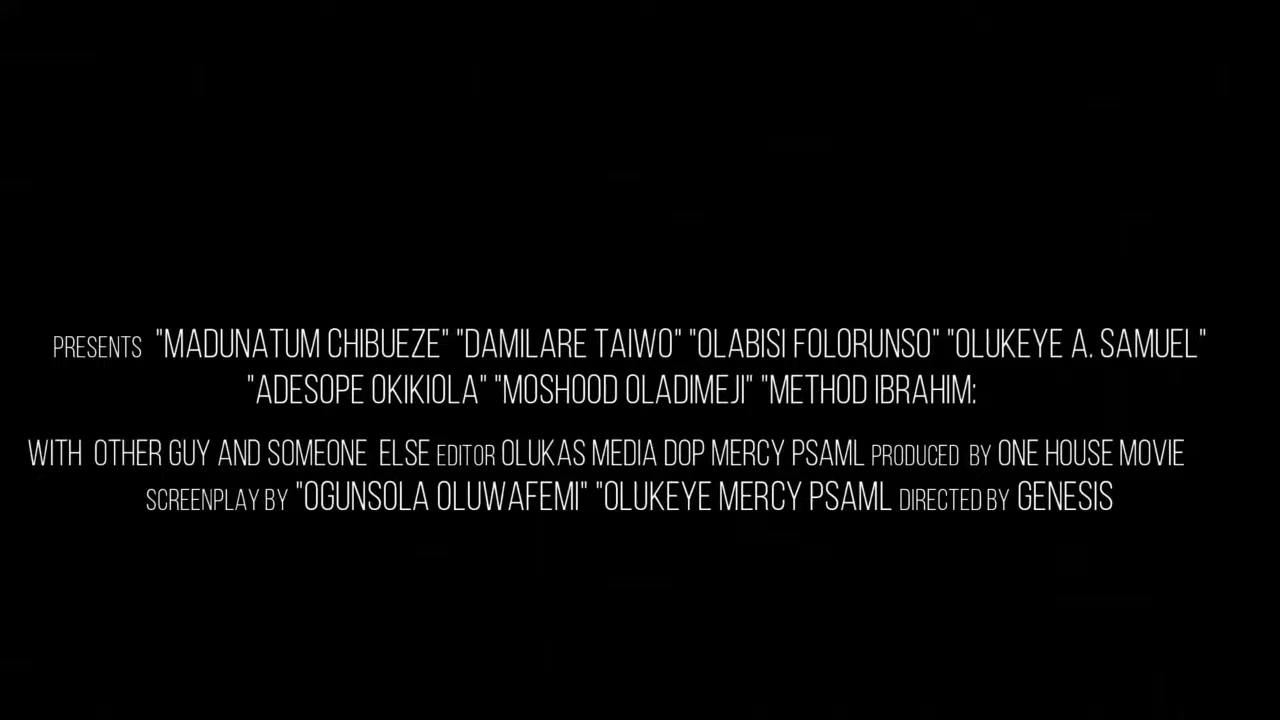 PRESENTS "MADUNATUM CHIBUEZE" "DAMILARE TAIWO" "OLABISI FOLORUNSO" "OLUKEYE A. SAMUEL"
"ADESOPE OKIKIOLA" "MOSHOOD OLADIMEJI" "METHOD IBRAHIM:
WITH OTHER GUY AND SOMEONE ELSE EDITOR OLUKAS MEDIA DOP MERCY PSAML PRODUCED BY ONE HOUSE MOVIE
SCREENPLAY BY "OGUNSOLA OLUWAFEMI" "OLUKEYE MERCY PSAML DIRECTED BY GENESIS